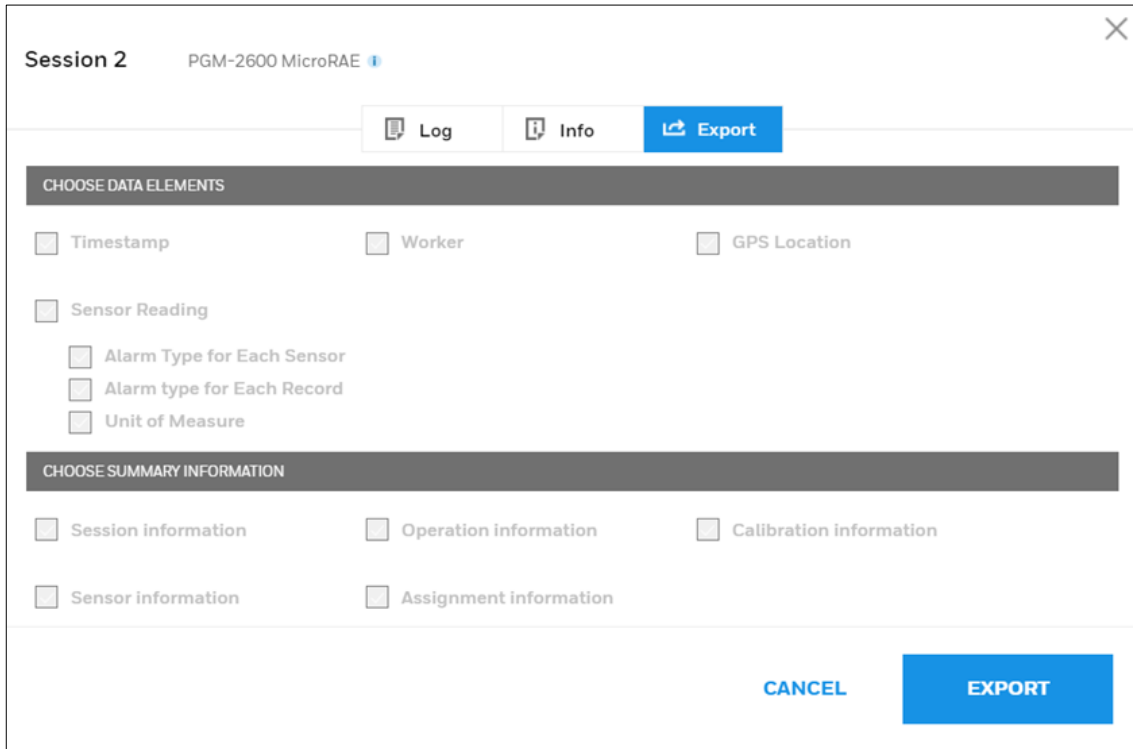 Session 2 PGM-2600 MicroRAE
Log Info Export
CHOOSE DATA ELEMENTS
Timestamp Worker GPS Location
Sensor Reading
Alarm Type for Each Sensor
Alarm type for Each Record
Unit of Measure
CHOOSE SUMMARY INFORMATION
Session information Operation information Calibration information
Sensor information Assignment information
CANCEL EXPORT